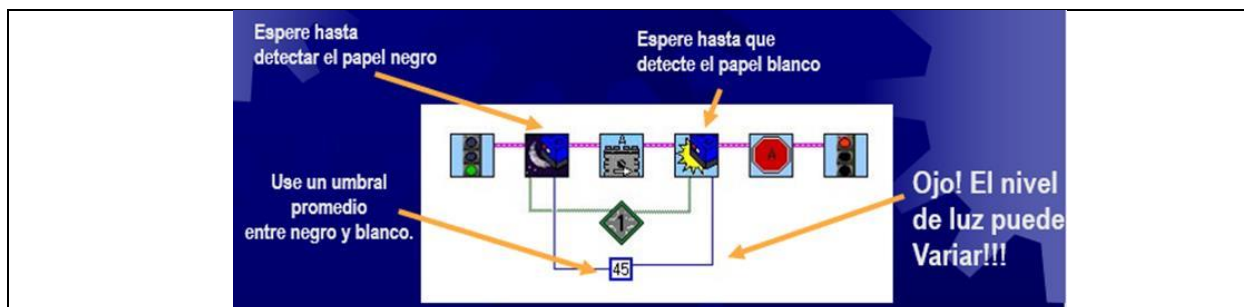 Espere hasta
detectar el papel negro
Espere hasta que
detecte el papel blanco
A
A
Use un umbral
promedio
entre negro y blanco.
1
45
Ojo! El nivel
de luz puede
Variar!!!